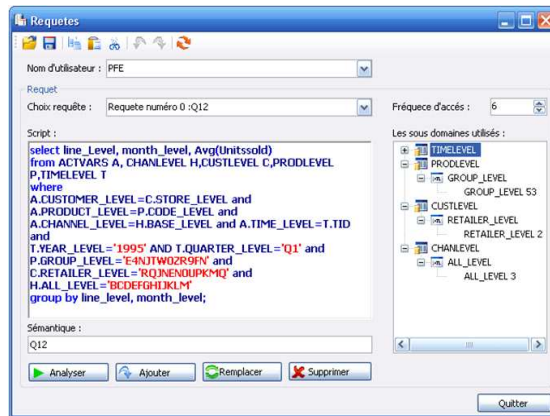 Requetes
Nom d'utilisateur : PFE
Requet
Choix requête : Requete numéro 0 :Q12
Fréquece d'accés : 6
Script :
select line_Level, month_level, Avg(Unitssold)
from ACTVARS A, CHANLEVEL H,CUSTLEVEL C,PRODLEVEL
P,TIMELEVEL T
where
A.CUSTOMER_LEVEL=C.STORE_LEVEL and
A.PRODUCT_LEVEL=P.CODE_LEVEL and
A.CHANNEL_LEVEL=H.BASE_LEVEL and A.TIME_LEVEL=T.TID
and
T.YEAR_LEVEL='1995' AND T.QUARTER_LEVEL='Q1' and
P.GROUP_LEVEL='E4NJTW0ZR9FN' and
C.RETAILER_LEVEL='RQJNENOUPKMQ' and
H.ALL_LEVEL='BCDEFGHIJKLM'
group by line_level, month_level;
Les sous domaines utilisés :
TIMELEVEL
PRODLEVEL
GROUP_LEVEL
GROUP_LEVEL 53
CUSTLEVEL
RETAILER_LEVEL
RETAILER_LEVEL 2
CHANLEVEL
ALL_LEVEL
ALL_LEVEL 3
Sémantique :
Q12
Analyser Ajouter Remplacer Supprimer
Quitter